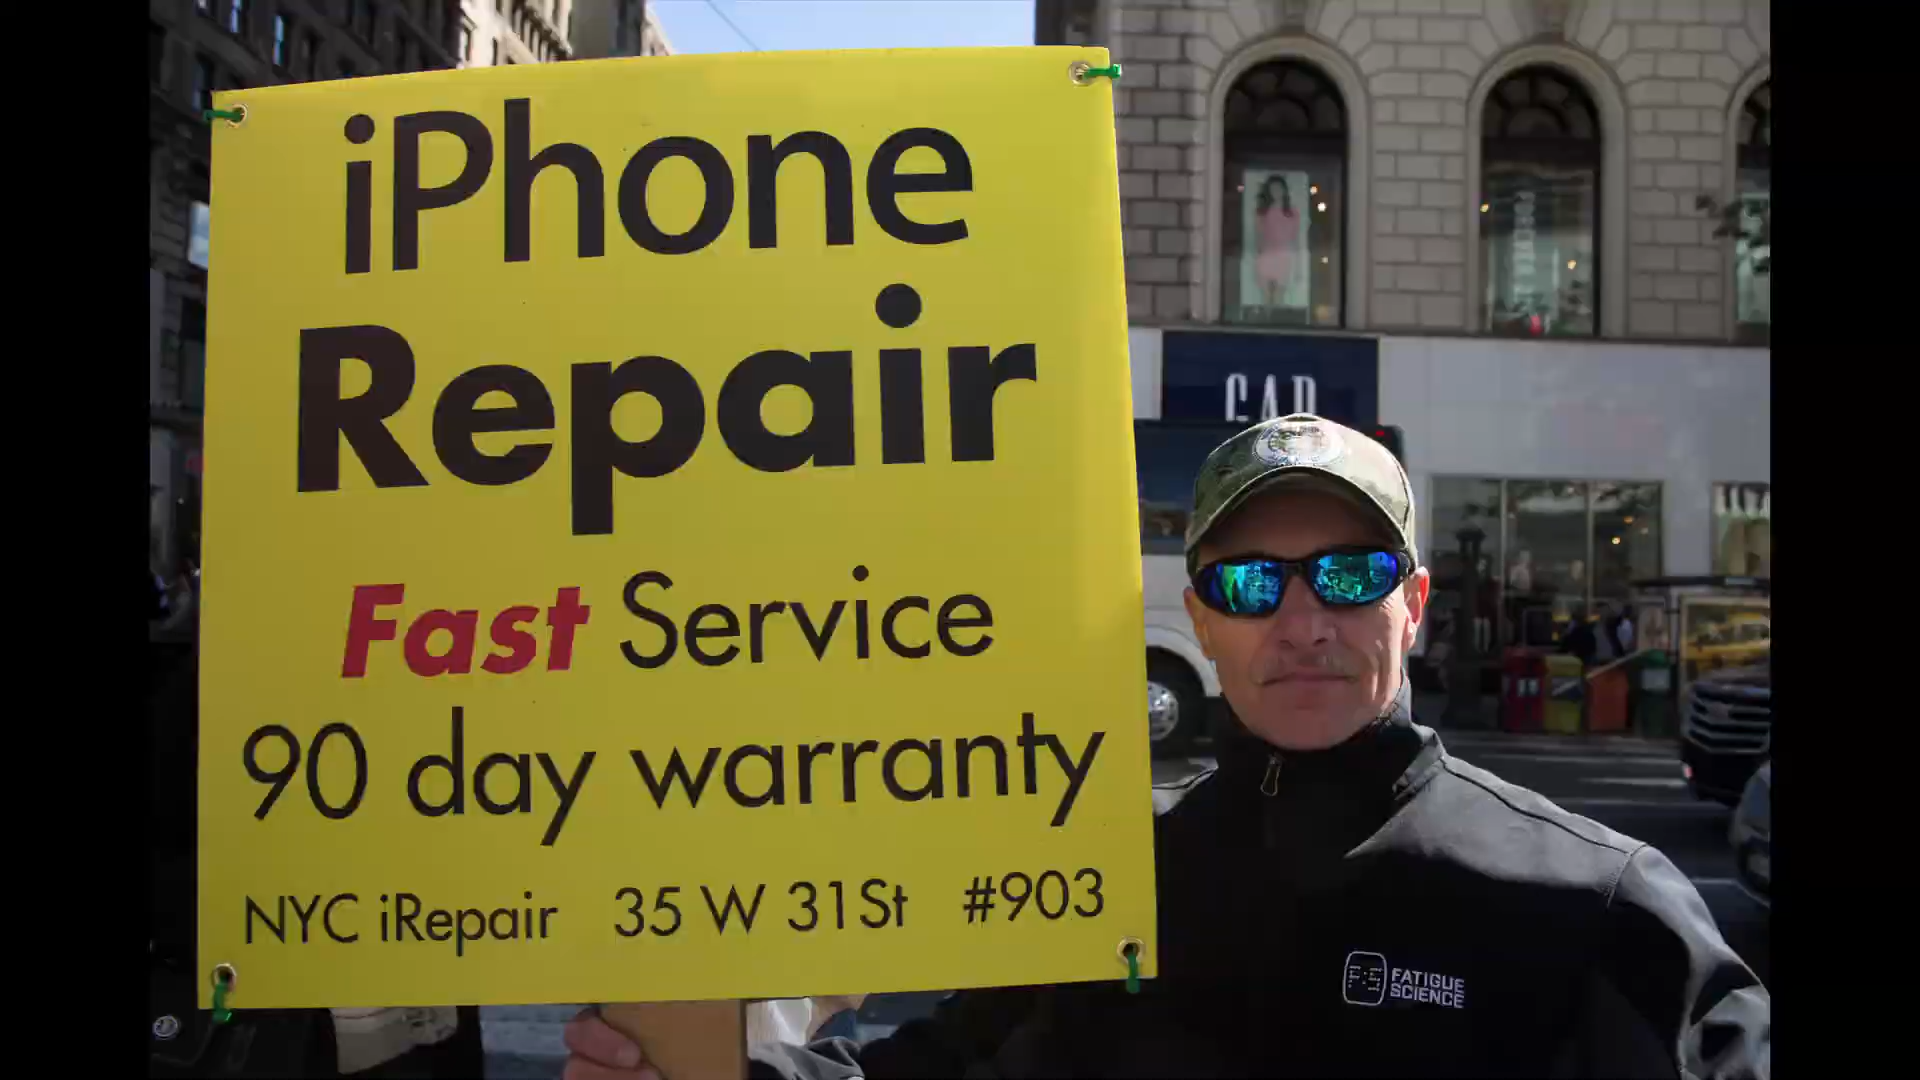 iPhone
Repair
Fast Service
90 day warranty
NYC iRepair 35 W 31St #903
GAP
FATIGUE
SCIENCE